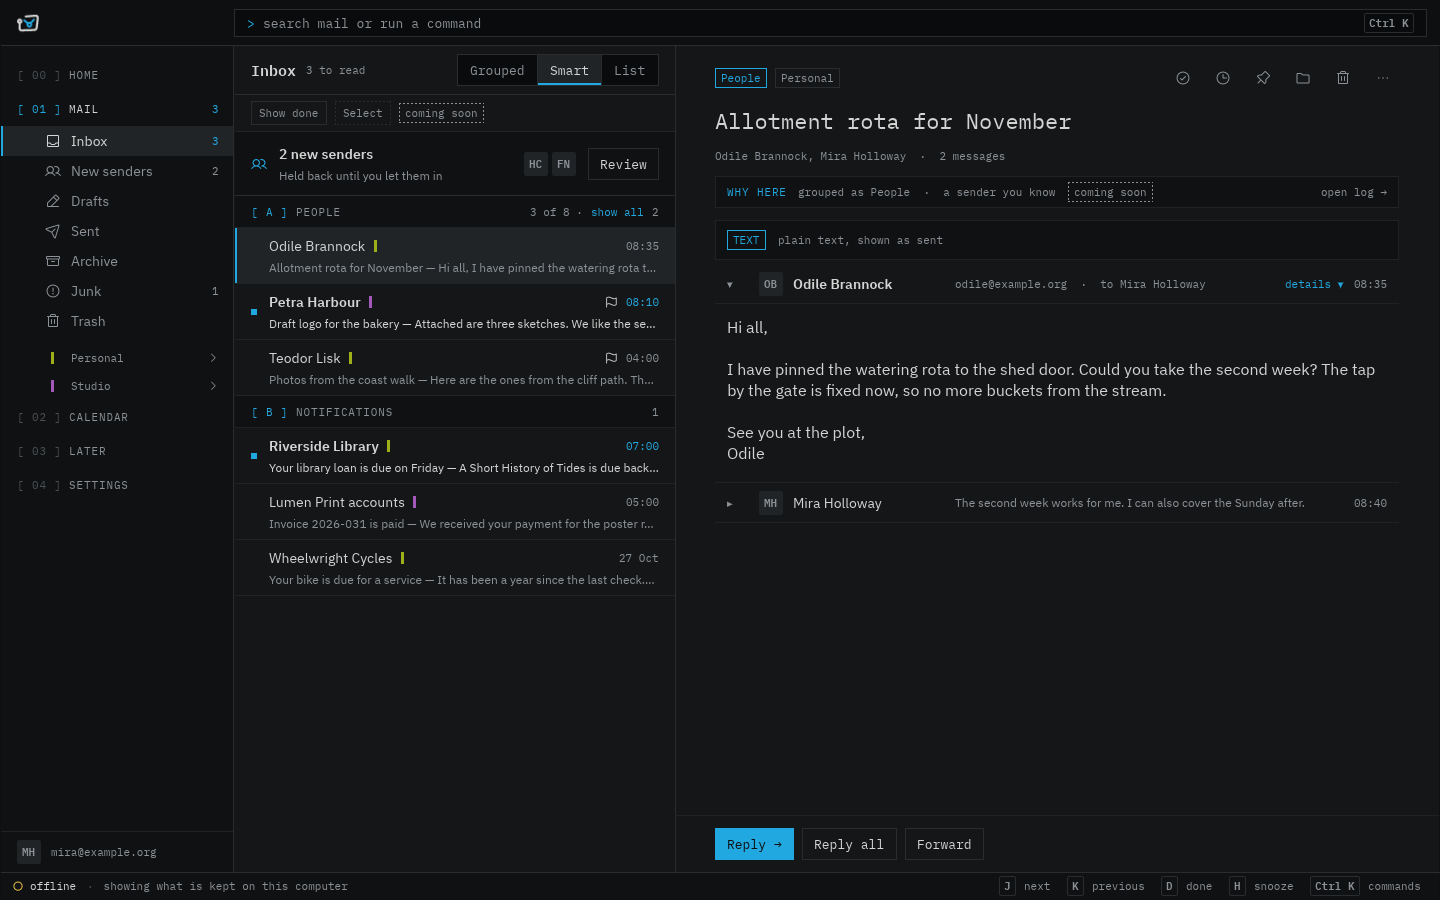 > search mail or run a command Ctrl K
[ 00 ] HOME
[ 01 ] MAIL 3
Inbox 3
New senders 2
Drafts
Sent
Archive
Junk 1
Trash
Personal
Studio
[ 02 ] CALENDAR
[ 03 ] LATER
[ 04 ] SETTINGS
MH mira@example.org
Inbox 3 to read Grouped Smart List
Show done Select coming soon
2 new senders
Held back until you let them in
HC FN Review
[ A ] PEOPLE 3 of 8 · show all 2
Odile Brannock 08:35
Allotment rota for November — Hi all, I have pinned the watering rota t…
Petra Harbour 08:10
Draft logo for the bakery — Attached are three sketches. We like the se…
Teodor Lisk 04:00
Photos from the coast walk — Here are the ones from the cliff path. Th…
[ B ] NOTIFICATIONS 1
Riverside Library 07:00
Your library loan is due on Friday — A Short History of Tides is due back…
Lumen Print accounts 05:00
Invoice 2026-031 is paid — We received your payment for the poster r…
Wheelwright Cycles 27 Oct
Your bike is due for a service — It has been a year since the last check.…
People Personal
Allotment rota for November
Odile Brannock, Mira Holloway · 2 messages
WHY HERE grouped as People · a sender you know coming soon open log →
TEXT plain text, shown as sent
▾ OB Odile Brannock odile@example.org · to Mira Holloway details ▾ 08:35
Hi all,
I have pinned the watering rota to the shed door. Could you take the second week? The tap
by the gate is fixed now, so no more buckets from the stream.
See you at the plot,
Odile
▸ MH Mira Holloway The second week works for me. I can also cover the Sunday after. 08:40
Reply → Reply all Forward
offline · showing what is kept on this computer
J next K previous D done H snooze Ctrl K commands